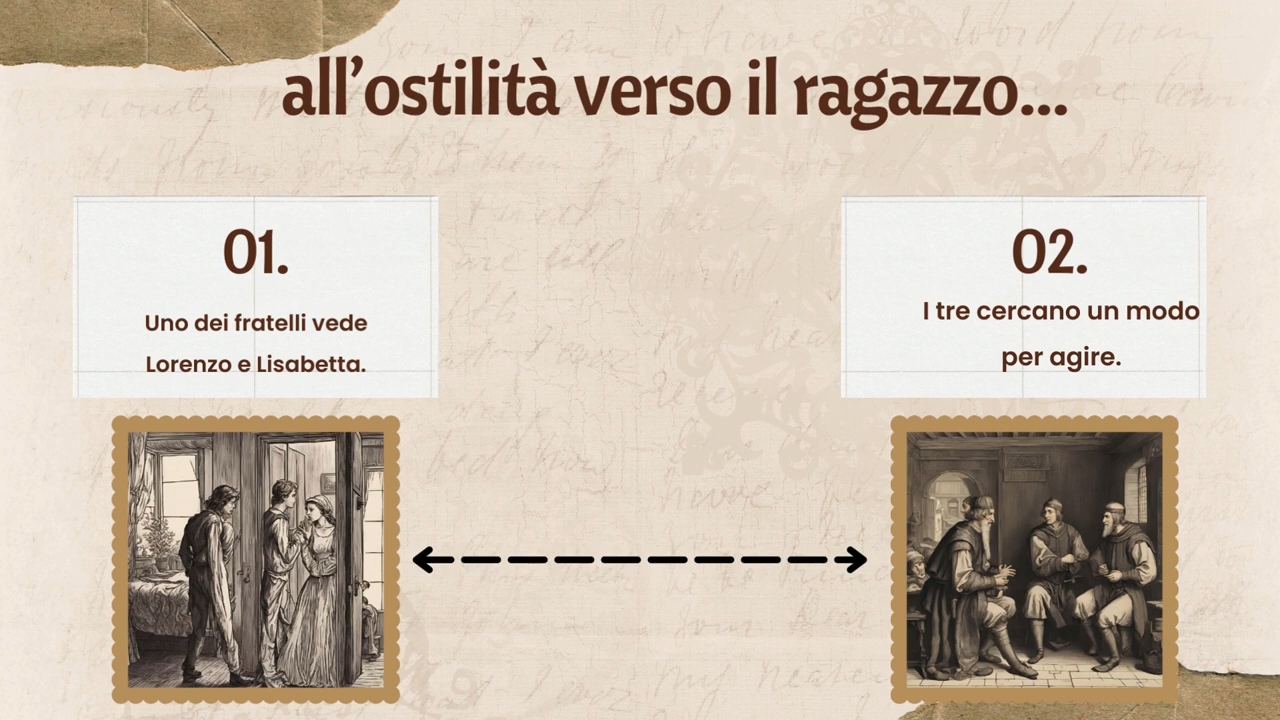 all’ostilità verso il ragazzo...
01.
Uno dei fratelli vede
Lorenzo e Lisabetta.
02.
I tre cercano un modo
per agire.